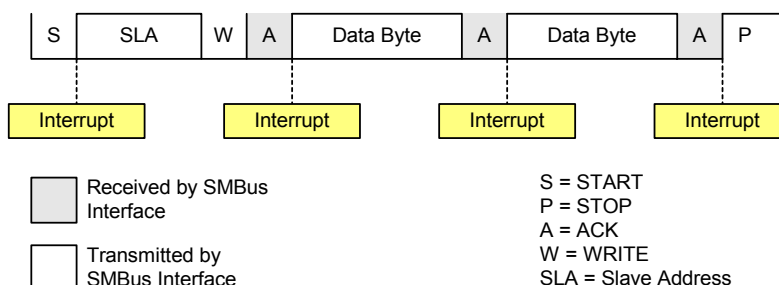 S SLA W A Data Byte A Data Byte A P
Interrupt Interrupt Interrupt Interrupt
Received by SMBus
Interface
Transmitted by
SMBus Interface
S = START
P = STOP
A = ACK
W = WRITE
SLA = Slave Address